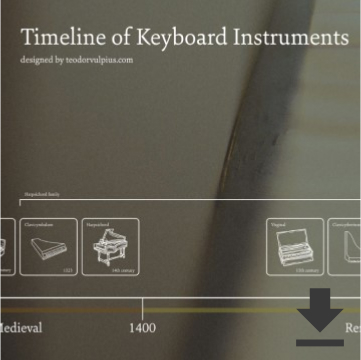 Timeline of Keyboard Instruments
designed by teodorvulpius.com
Harpsichord family
Clavicymbalum
Harpsichord
Virginal
1323
14th century
15th century
Medieval
1400